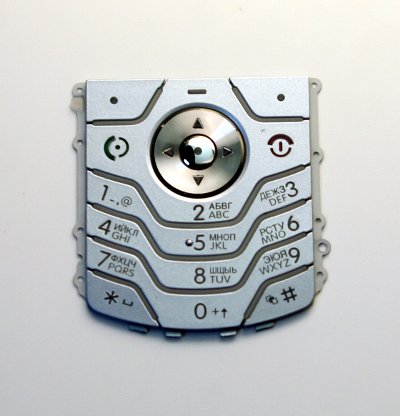 1-,@
2 АБВГ
ABC
ДЕЖЗ 3
DEF
4 ИЙКЛ
GHI
5 МНОП
JKL
РСТУ 6
MNO
7 ФХЦЧ
PQRS
8 ШЩЫЬ
TUV
ЭЮЯ 9
WXYZ
*
0 +↑
#